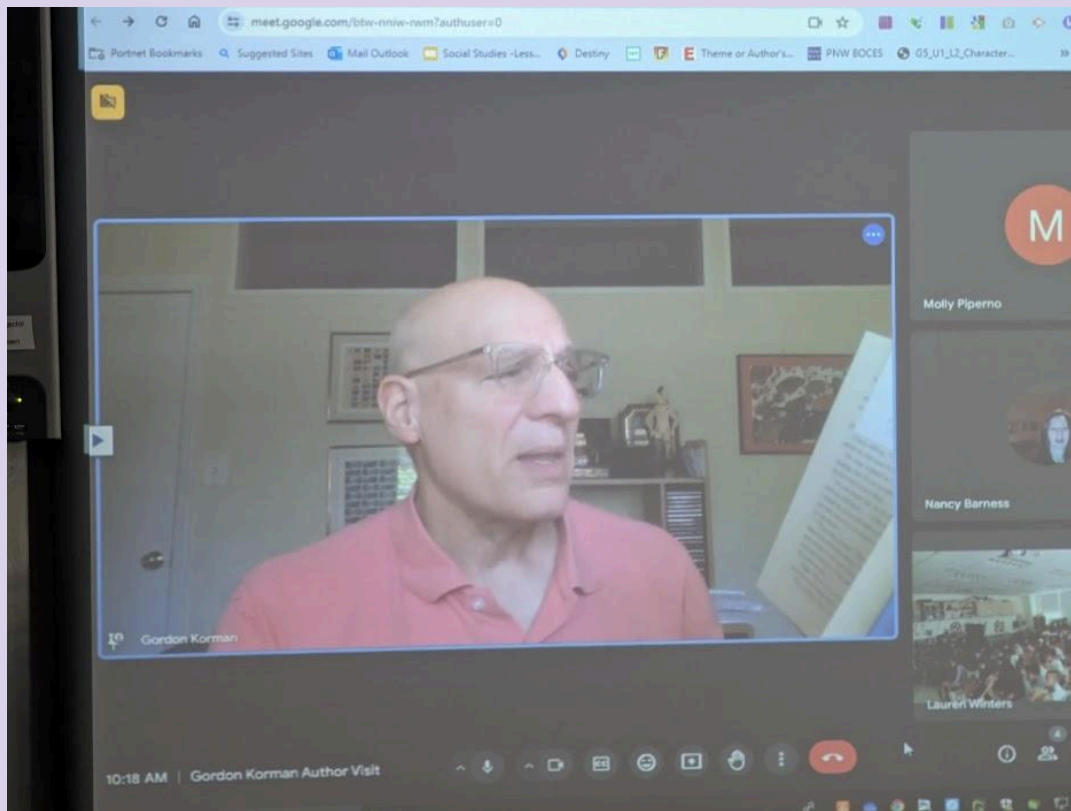 meet.google.com/btw-nniw-rwm?authuser=0
Portnet Bookmarks Suggested Sites Mail Outlook Social Studies -Less... Destiny Theme or Author's... PNW BOCES G5_U1_L2_Character...
M
Molly Piperno
Nancy Barness
Gordon Korman
Lauren Winters
4
10:18 AM | Gordon Korman Author Visit